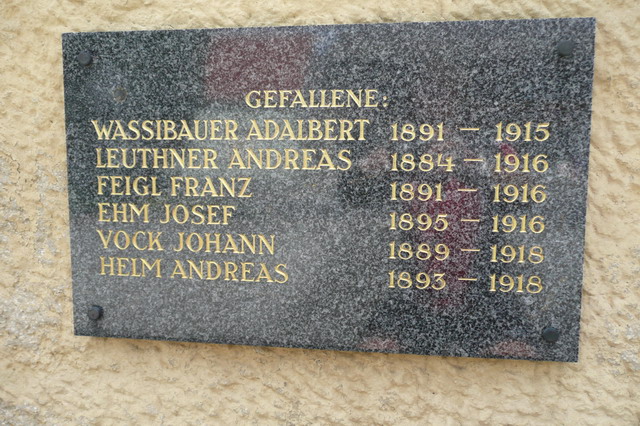 GEFALLENE:
WASSIBAUER ADALBERT 1891 – 1915
LEUTHNER ANDREAS 1884 – 1916
FEIGL FRANZ 1891 – 1916
EHM JOSEF 1895 – 1916
VOCK JOHANN 1889 – 1918
HELM ANDREAS 1893 – 1918